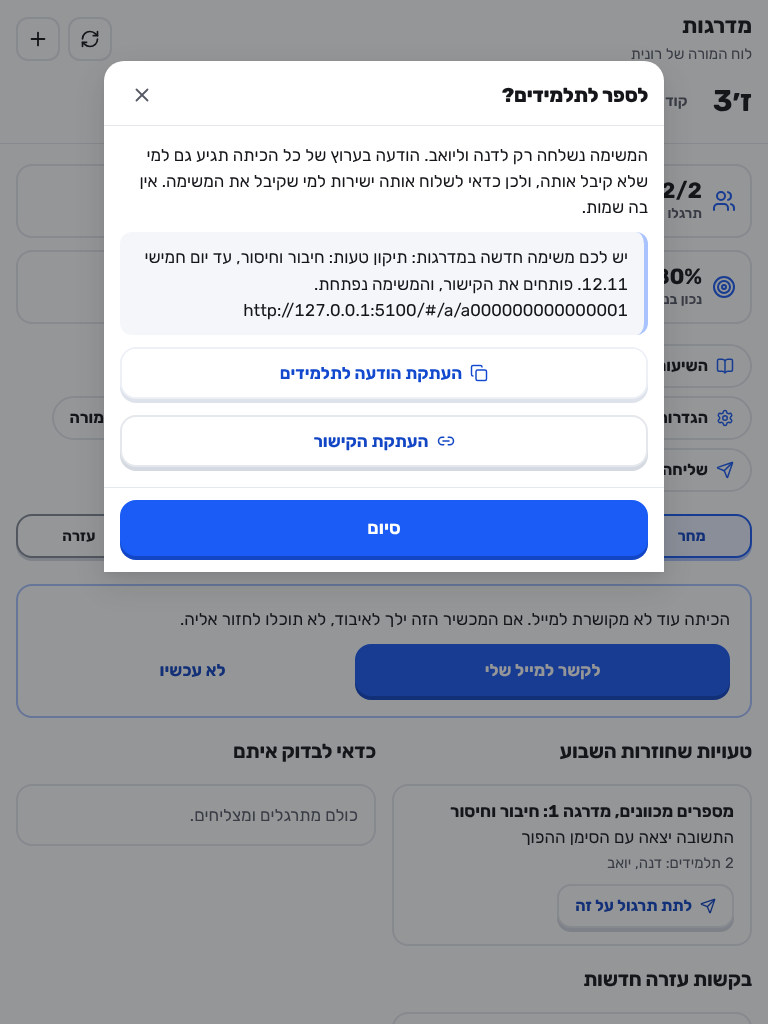 מדרגות
לוח המורה של רונית
ז׳3
קוד
לספר לתלמידים?
המשימה נשלחה רק לדנה וליואב. הודעה בערוץ של כל הכיתה תגיע גם למי
שלא קיבל אותה, ולכן כדאי לשלוח אותה ישירות למי שקיבל את המשימה. אין
בה שמות.
יש לכם משימה חדשה במדרגות: תיקון טעות: חיבור וחיסור, עד יום חמישי
12.11. פותחים את הקישור, והמשימה נפתחת.
http://127.0.0.1:5100/#/a/a000000000000001
העתקת הודעה לתלמידים
העתקת הקישור
סיום
2/2
תרגלו
80%
השיעור
הגדרות
מורה
שליחה
מחר
עזרה
הכיתה עוד לא מקושרת למייל. אם המכשיר הזה ילך לאיבוד, לא תוכלו לחזור אליה.
לקשר למייל שלי
לא עכשיו
טעויות שחוזרות השבוע
מספרים מכוונים, מדרגה 1: חיבור וחיסור
התשובה יצאה עם הסימן ההפוך
2 תלמידים: דנה, יואב
לתת תרגול על זה
כדאי לבדוק איתם
כולם מתרגלים ומצליחים.
בקשות עזרה חדשות